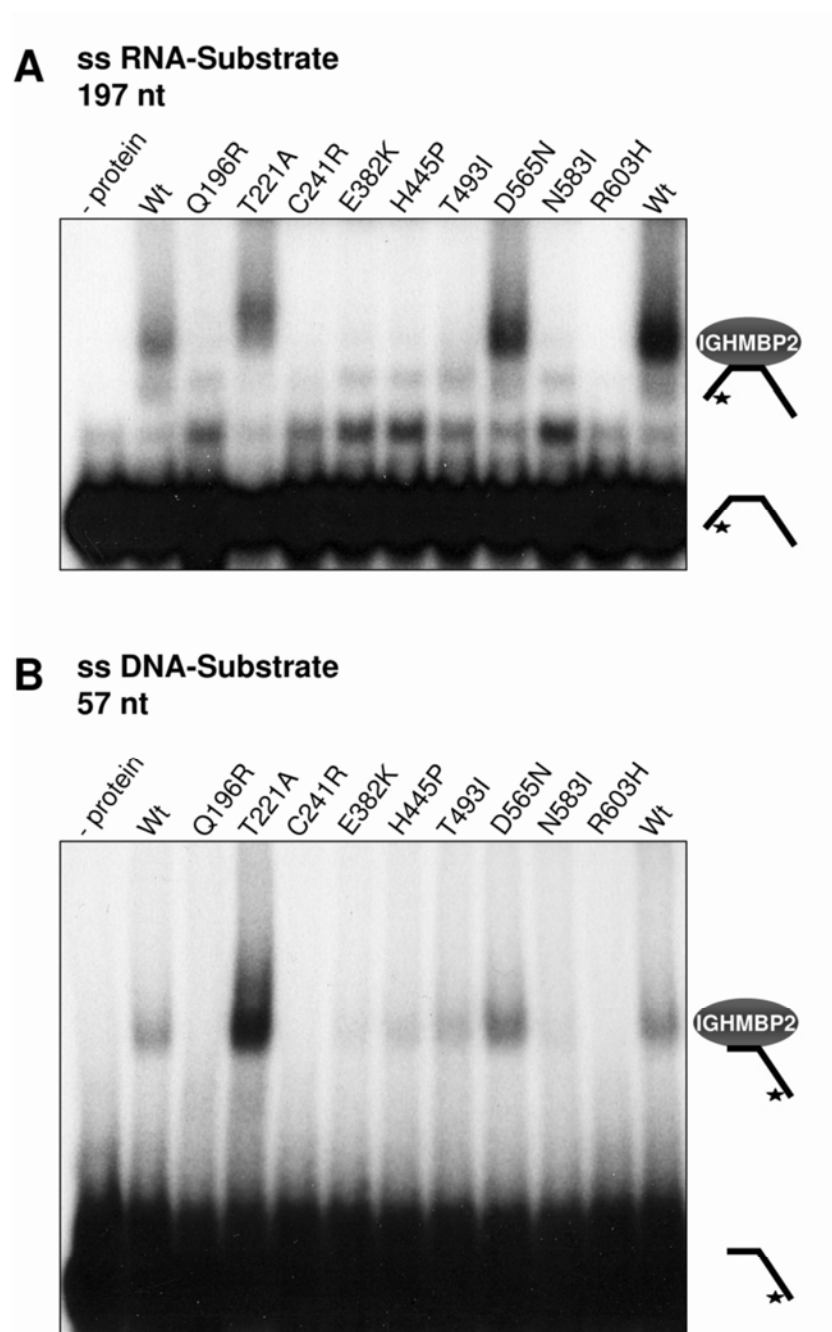 A
ss RNA-Substrate
197 nt
- protein
Wt
Q196R
T221A
C241R
E382K
H445P
T493I
D565N
N583I
R603H
Wt
IGHMBP2
B
ss DNA-Substrate
57 nt
- protein
Wt
Q196R
T221A
C241R
E382K
H445P
T493I
D565N
N583I
R603H
Wt
IGHMBP2